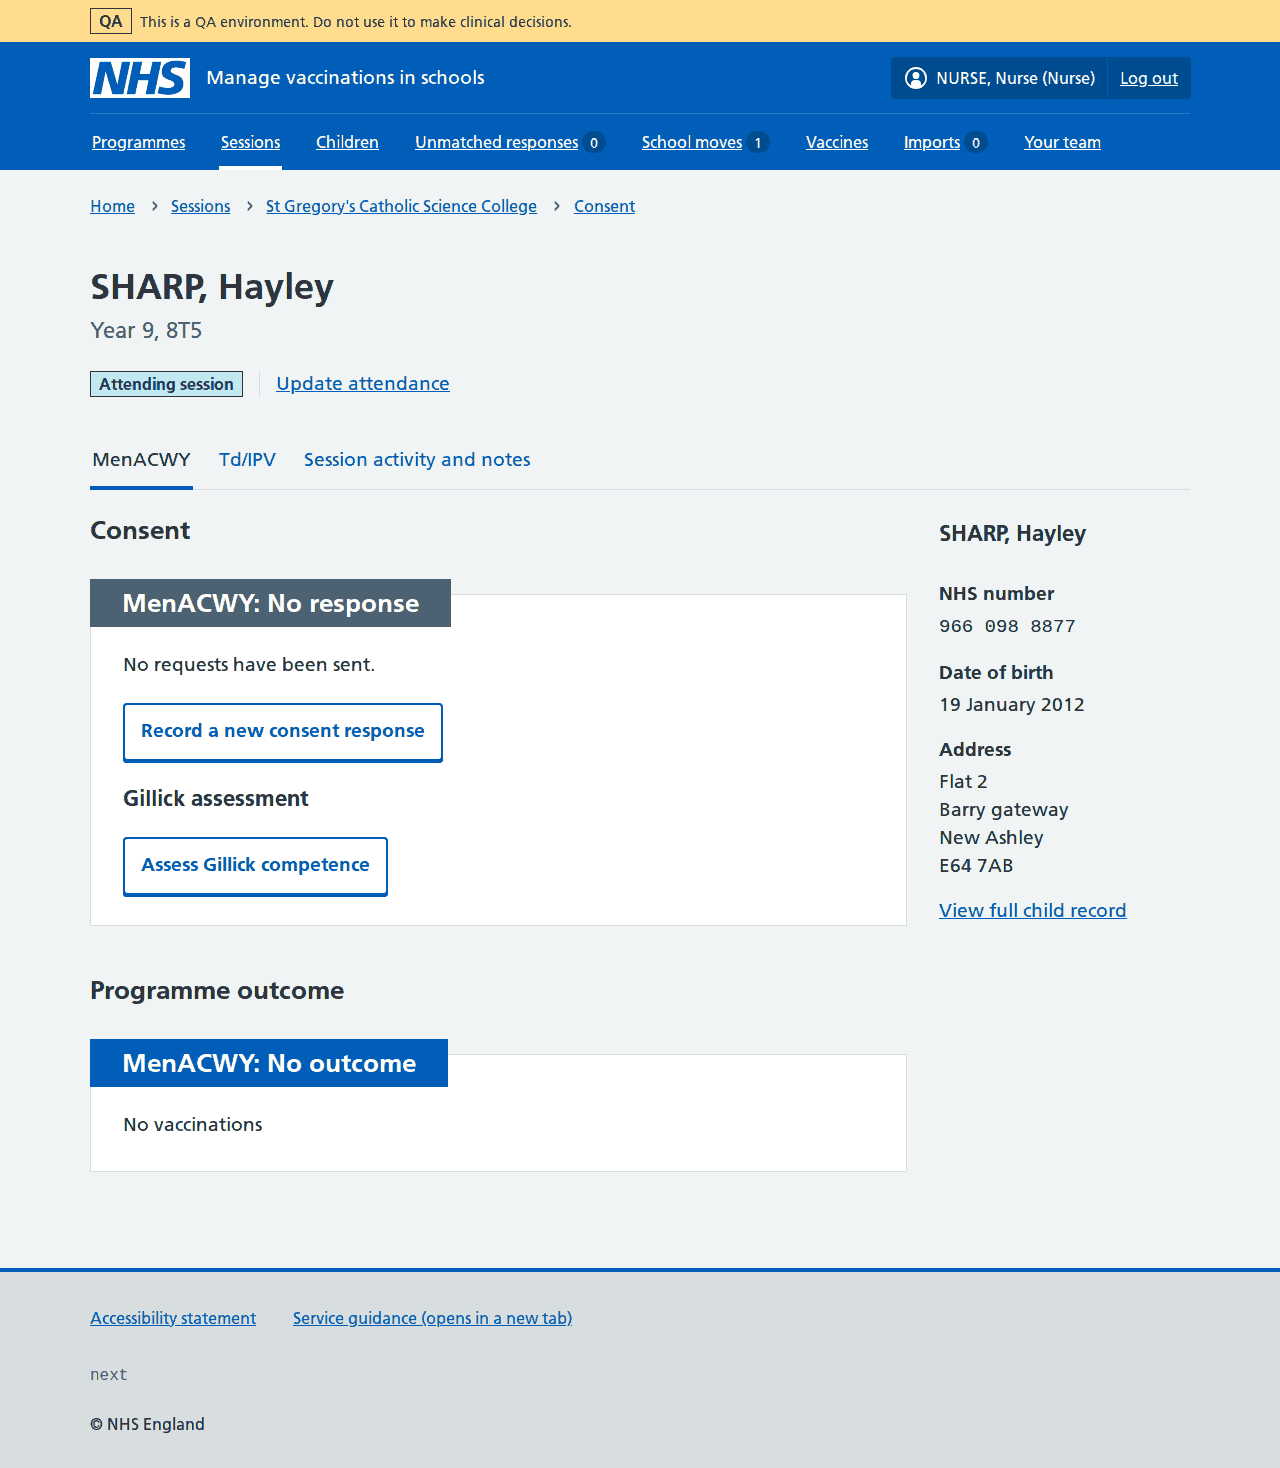 QA This is a QA environment. Do not use it to make clinical decisions.
NHS Manage vaccinations in schools NURSE, Nurse (Nurse) Log out
Programmes Sessions Children Unmatched responses 0 School moves 1 Vaccines Imports 0 Your team
Home Sessions St Gregory's Catholic Science College Consent
SHARP, Hayley
Year 9, 8T5
Attending session Update attendance
MenACWY Td/IPV Session activity and notes
Consent
MenACWY: No response
No requests have been sent.
Record a new consent response
Gillick assessment
Assess Gillick competence
SHARP, Hayley
NHS number
966 098 8877
Date of birth
19 January 2012
Address
Flat 2
Barry gateway
New Ashley
E64 7AB
View full child record
Programme outcome
MenACWY: No outcome
No vaccinations
Accessibility statement Service guidance (opens in a new tab)
next
© NHS England